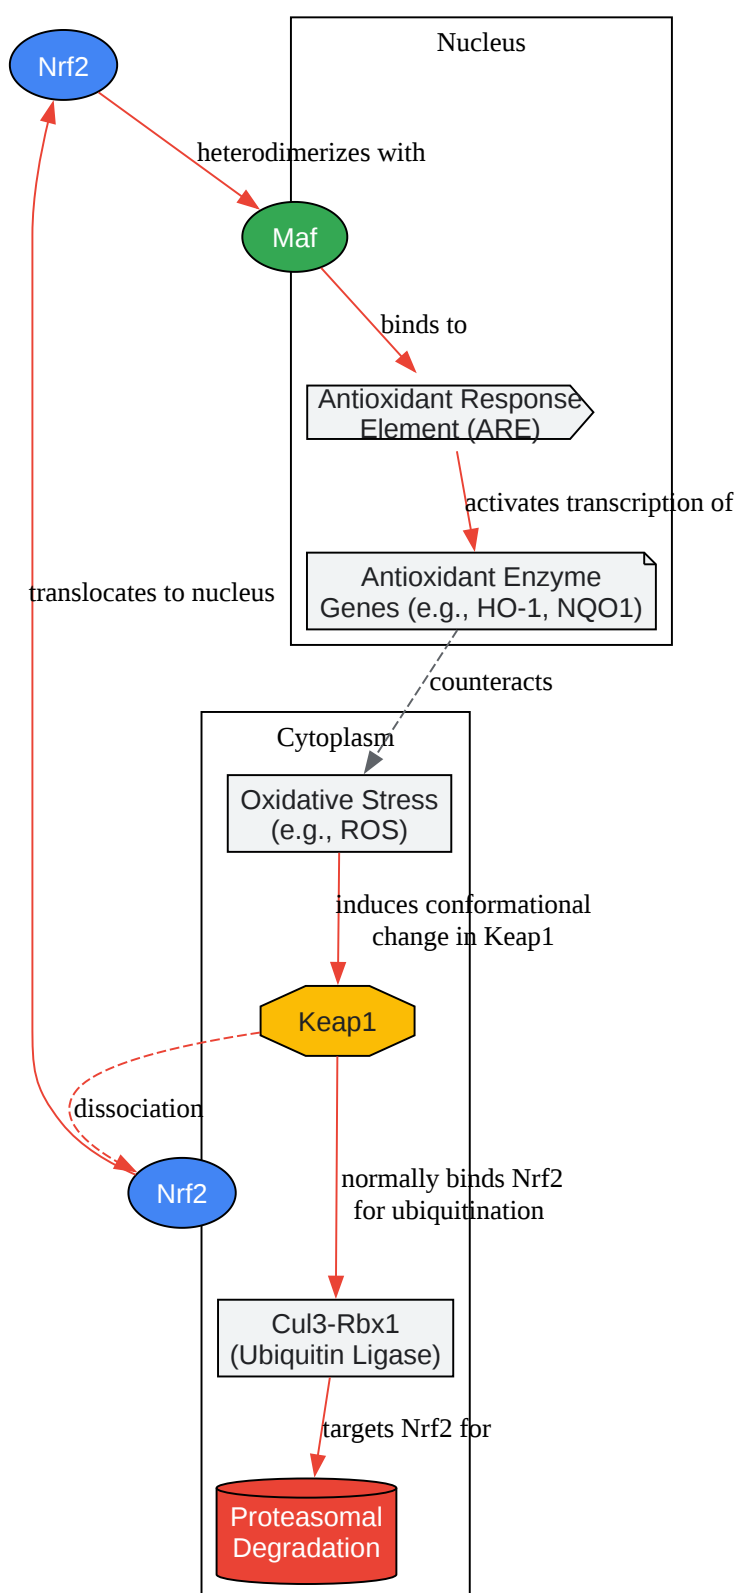 Nucleus
Nrf2
heterodimerizes with
Maf
binds to
Antioxidant Response
Element (ARE)
activates transcription of
Antioxidant Enzyme
Genes (e.g., HO-1, NQO1)
translocates to nucleus
counteracts
Cytoplasm
Oxidative Stress
(e.g., ROS)
induces conformational
change in Keap1
Keap1
dissociation
Nrf2
normally binds Nrf2
for ubiquitination
Cul3-Rbx1
(Ubiquitin Ligase)
targets Nrf2 for
Proteasomal
Degradation